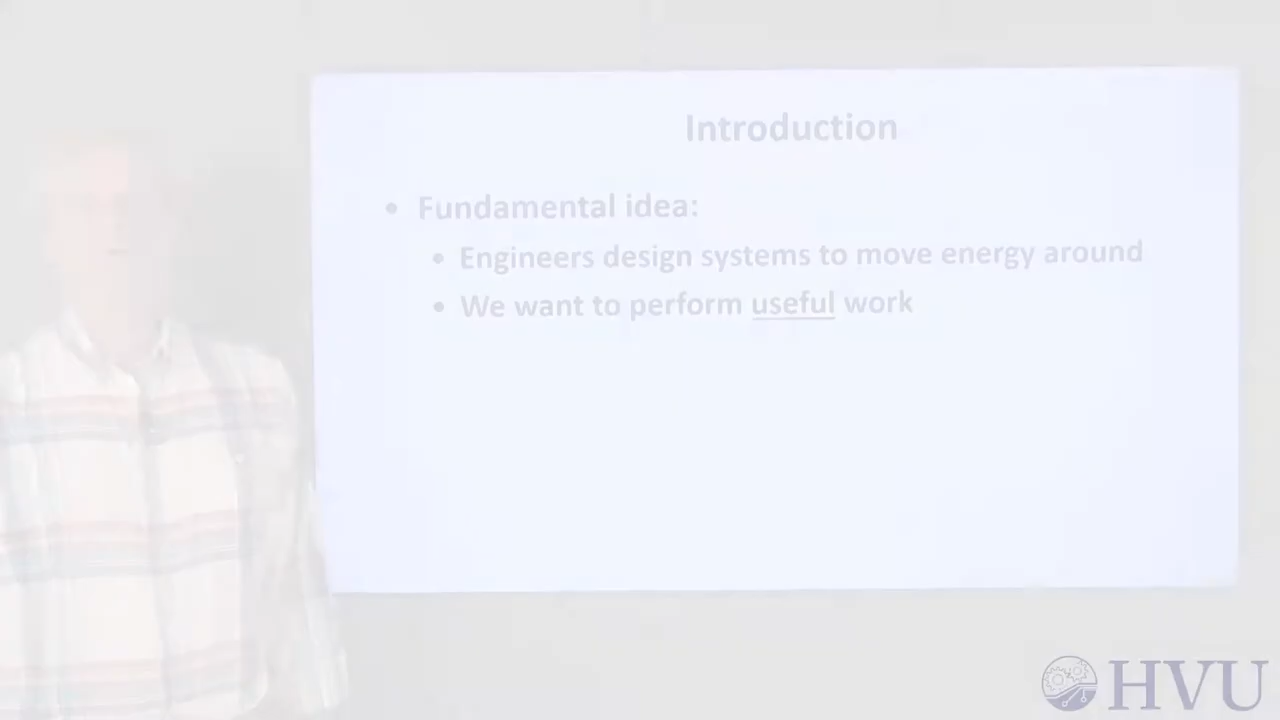 Introduction
• Fundamental idea:
• Engineers design systems to move energy around
• We want to perform useful work
HVU